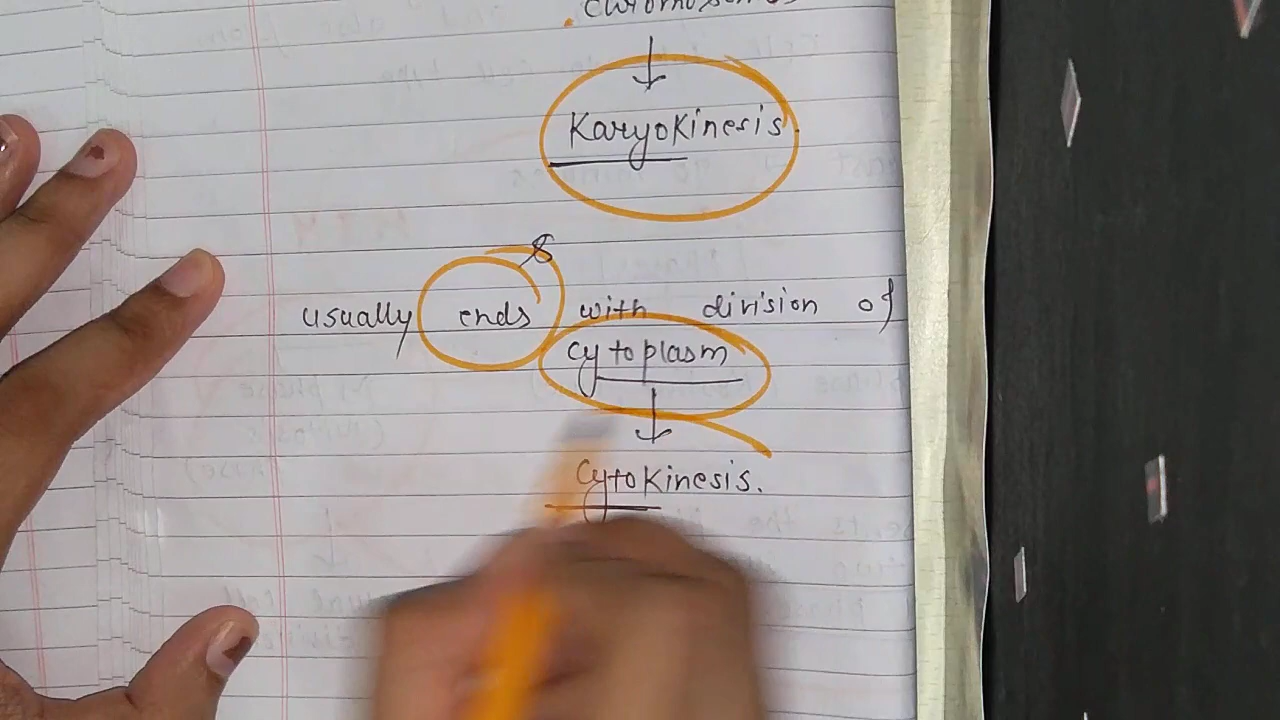 Karyokinesis.
&
usually ends with division of
cytoplasm
Cytokinesis.